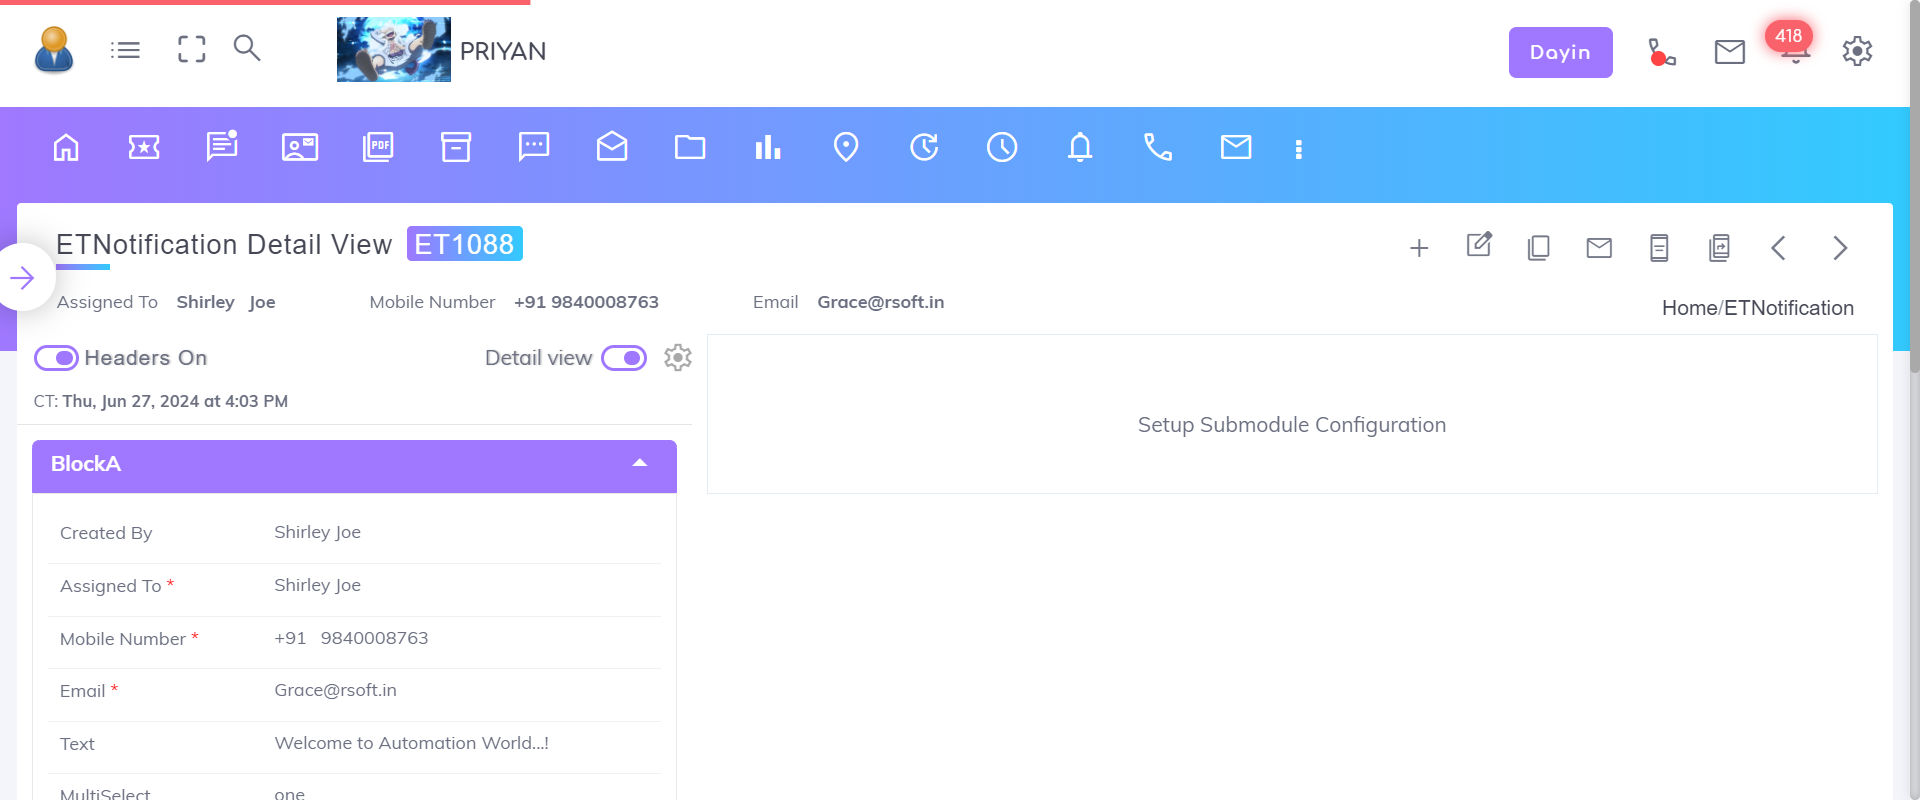 PRIYAN
Dayin
418
PDF
ETNotification Detail View ET1088
Assigned To Shirley Joe Mobile Number +91 9840008763 Email Grace@rsoft.in
Home/ETNotification
Headers On Detail view
CT: Thu, Jun 27, 2024 at 4:03 PM
Setup Submodule Configuration
BlockA
Created By Shirley Joe
Assigned To * Shirley Joe
Mobile Number * +91 9840008763
Email * Grace@rsoft.in
Text Welcome to Automation World...!
MultiSelect one